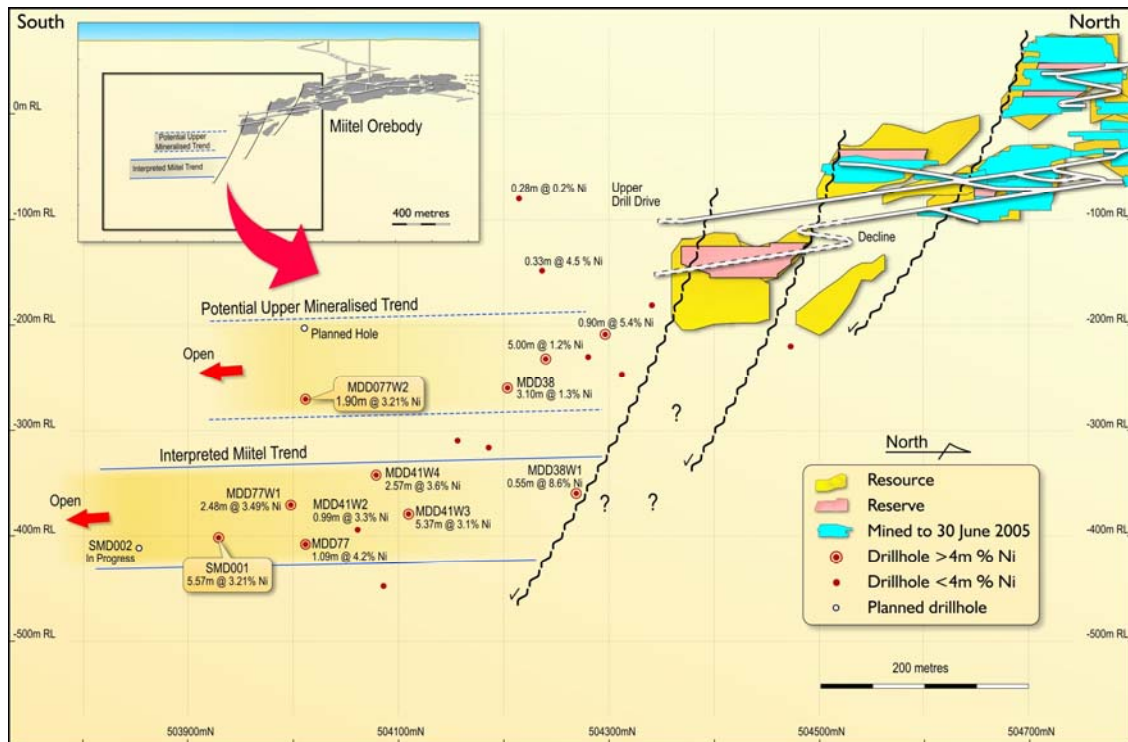 South
North
0m RL
-100m RL
-200m RL
-300m RL
-400m RL
-500m RL
Potential Upper
Mineralised Trend
Interpreted Miitel Trend
Miitel Orebody
400 metres
0.28m @ 0.2% Ni
Upper
Drill Drive
0.33m @ 4.5 % Ni
Decline
Potential Upper Mineralised Trend
Planned Hole
0.90m @ 5.4% Ni
5.00m @ 1.2% Ni
Open
MDD077W2
1.90m @ 3.21% Ni
MDD38
3.10m @ 1.3% Ni
?
Interpreted Miitel Trend
MDD41W4
2.57m @ 3.6% Ni
MDD38W1
0.55m @ 8.6% Ni
?
?
Open
MDD77W1
2.48m @ 3.49% Ni
MDD41W2
0.99m @ 3.3% Ni
MDD41W3
5.37m @ 3.1% Ni
SMD002
In Progress
MDD77
1.09m @ 4.2% Ni
SMD001
5.57m @ 3.21% Ni
North
Resource
Reserve
Mined to 30 June 2005
Drillhole >4m % Ni
Drillhole <4m % Ni
Planned drillhole
200 metres
-100m RL
-200m RL
-300m RL
-400m RL
-500m RL
503900mN
504100mN
504300mN
504500mN
504700mN